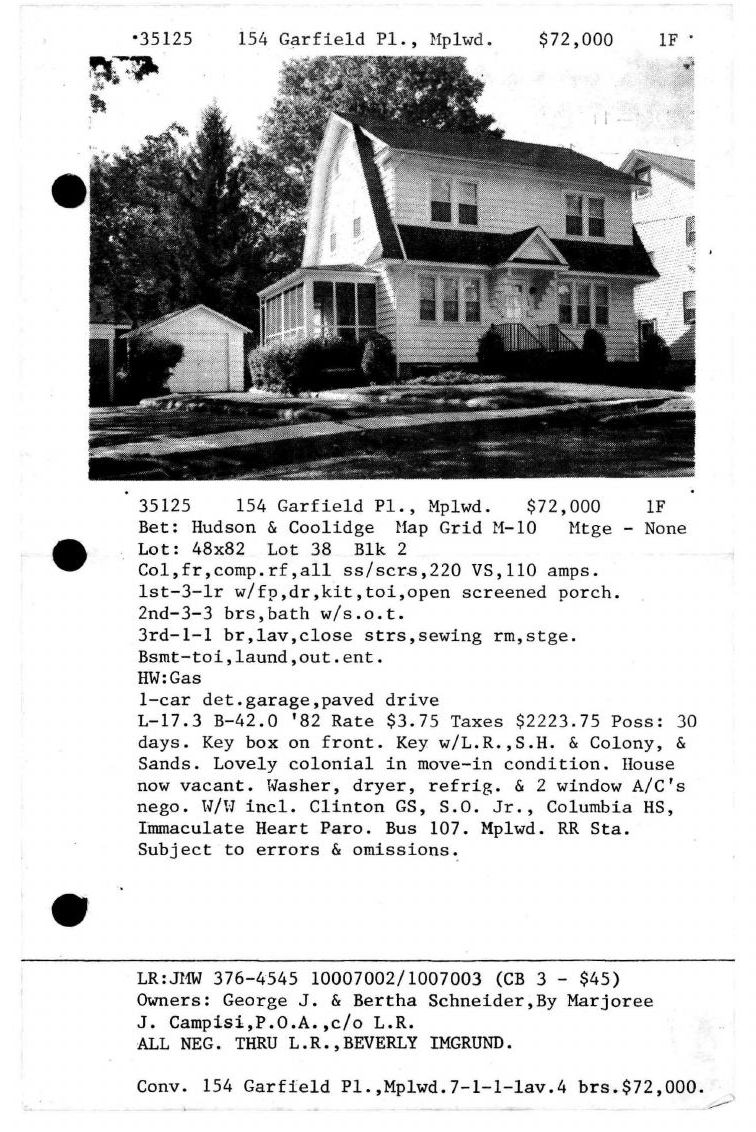 35125 154 Garfield Pl., Mplwd. $72,000 1F
35125 154 Garfield Pl., Mplwd. $72,000 1F
Bet: Hudson & Coolidge Map Grid M-10 Mtge - None
Lot: 48x82 Lot 38 Blk 2
Col,fr,comp.rf,all ss/scrs,220 VS,110 amps.
1st-3-lr w/fp,dr,kit,toi,open screened porch.
2nd-3-3 brs,bath w/s.o.t.
3rd-1-1 br,lav,close strs,sewing rm,stge.
Bsmt-toi,laund,out.ent.
HW:Gas
1-car det.garage,paved drive
L-17.3 B-42.0 '82 Rate $3.75 Taxes $2223.75 Poss: 30
days. Key box on front. Key w/L.R.,S.H. & Colony, &
Sands. Lovely colonial in move-in condition. House
now vacant. Washer, dryer, refrig. & 2 window A/C's
nego. W/W incl. Clinton GS, S.O. Jr., Columbia HS,
Immaculate Heart Paro. Bus 107. Mplwd. RR Sta.
Subject to errors & omissions.
LR:JMW 376-4545 10007002/1007003 (CB 3 - $45)
Owners: George J. & Bertha Schneider,By Marjoree
J. Campisi,P.O.A.,c/o L.R.
ALL NEG. THRU L.R.,BEVERLY IMGRUND.
Conv. 154 Garfield Pl.,Mplwd.7-1-1-lav.4 brs.$72,000.